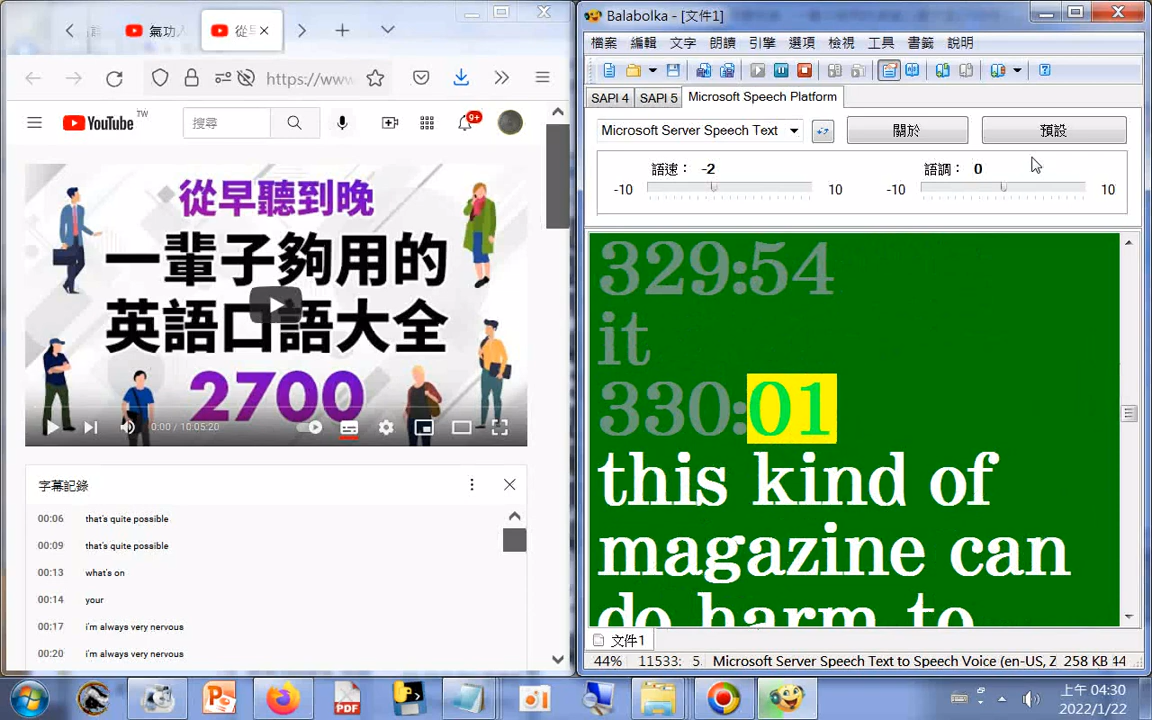 氣功
從
https://www
YouTube
TW
搜尋
9+
從早聽到晚
一輩子夠用的
英語口語大全
2700
0:00 / 10:05:20
字幕記錄
00:06 that's quite possible
00:09 that's quite possible
00:13 what's on
00:14 your
00:17 i'm always very nervous
00:20 i'm always very nervous
Balabolka - [文件1]
檔案 編輯 文字 朗讀 引擎 選項 檢視 工具 書籤 說明
SAPI 4 SAPI 5 Microsoft Speech Platform
Microsoft Server Speech Text 關於 預設
語速： -2 語調： 0
-10 10 -10 10
329:54
it
330:01
this kind of
magazine can
do harm to
文件1
44% 11533: 5. Microsoft Server Speech Text to Speech Voice (en-US, Z 258 KB 44
PDF
上午 04:30
2022/1/22